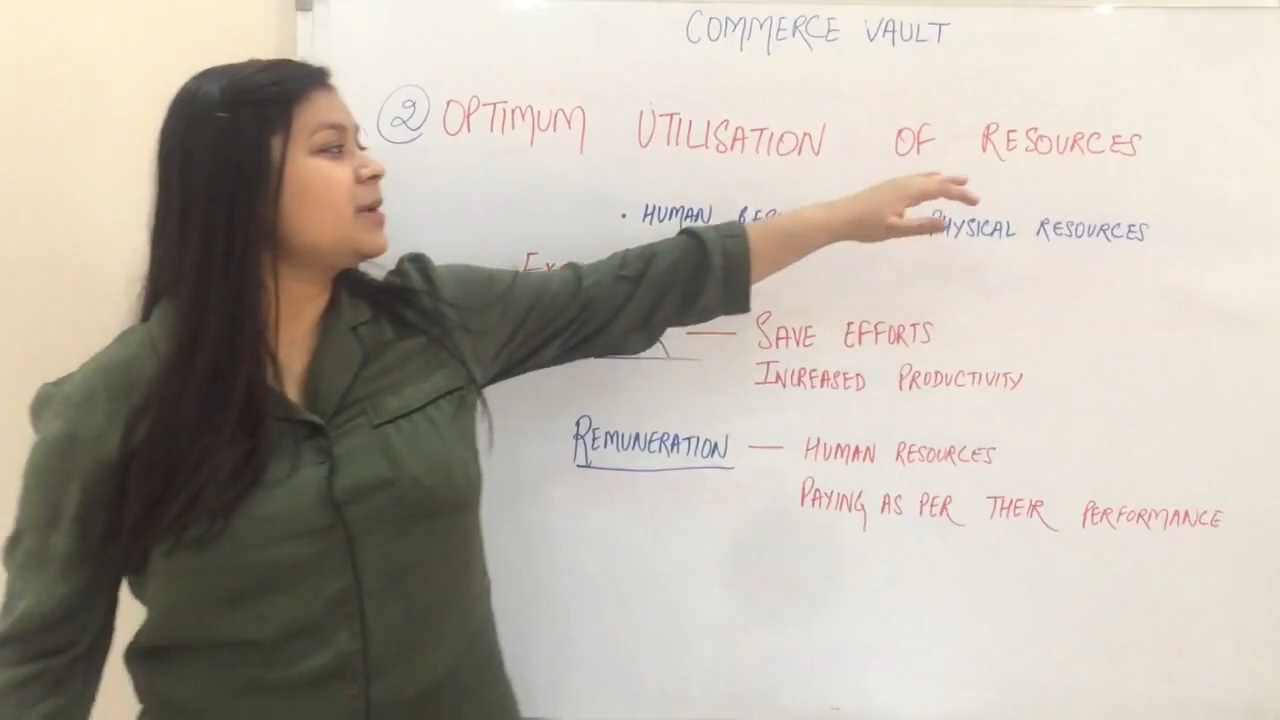 COMMERCE VAULT
② OPTIMUM UTILISATION OF RESOURCES
• HUMAN PHYSICAL RESOURCES
— SAVE EFFORTS
INCREASED PRODUCTIVITY
REMUNERATION — HUMAN RESOURCES
PAYING AS PER THEIR PERFORMANCE